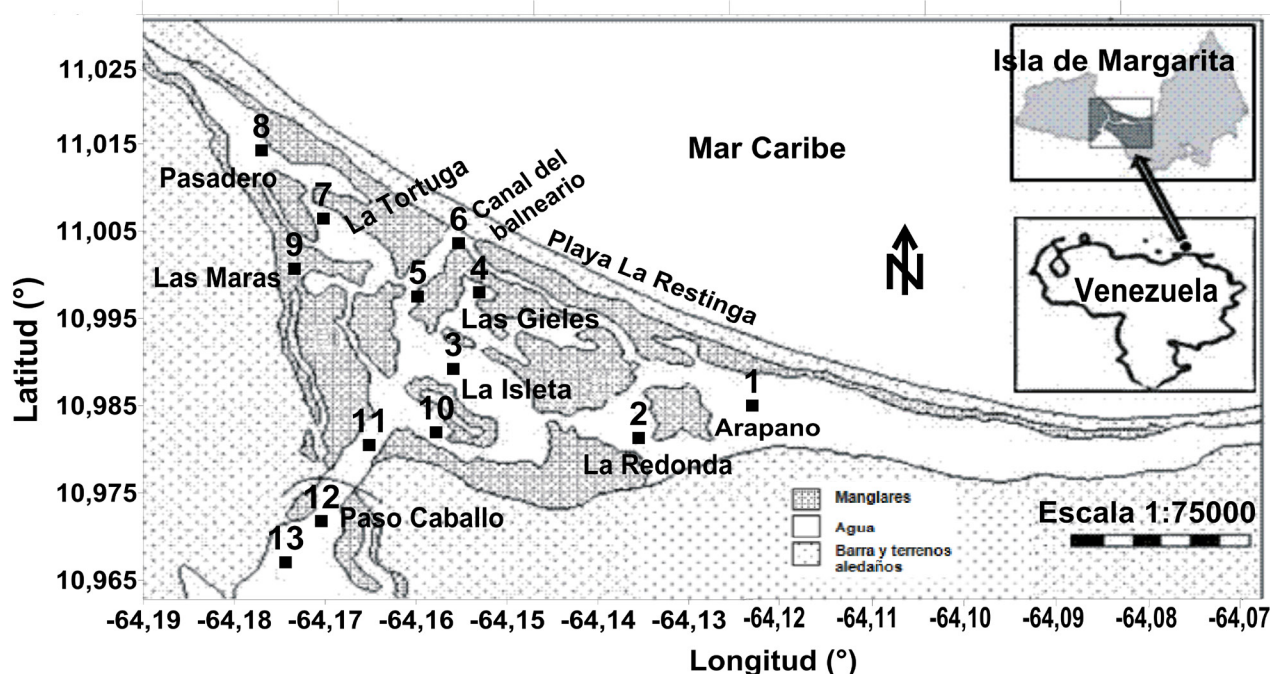 Isla de Margarita
Mar Caribe
Venezuela
Latitud (°)
11,025
11,015
11,005
10,995
10,985
10,975
10,965
8
Pasadero
7
La Tortuga
6
Canal del
balneario
Playa La Restinga
9
Las Maras
5
4
Las Gieles
3
La Isleta
1
Arapano
2
La Redonda
10
11
12
Paso Caballo
13
N
Manglares
Agua
Barra y terrenos
aledaños
Escala 1:75000
-64,19 -64,18 -64,17 -64,16 -64,15 -64,14 -64,13 -64,12 -64,11 -64,10 -64,09 -64,08 -64,07
Longitud (°)